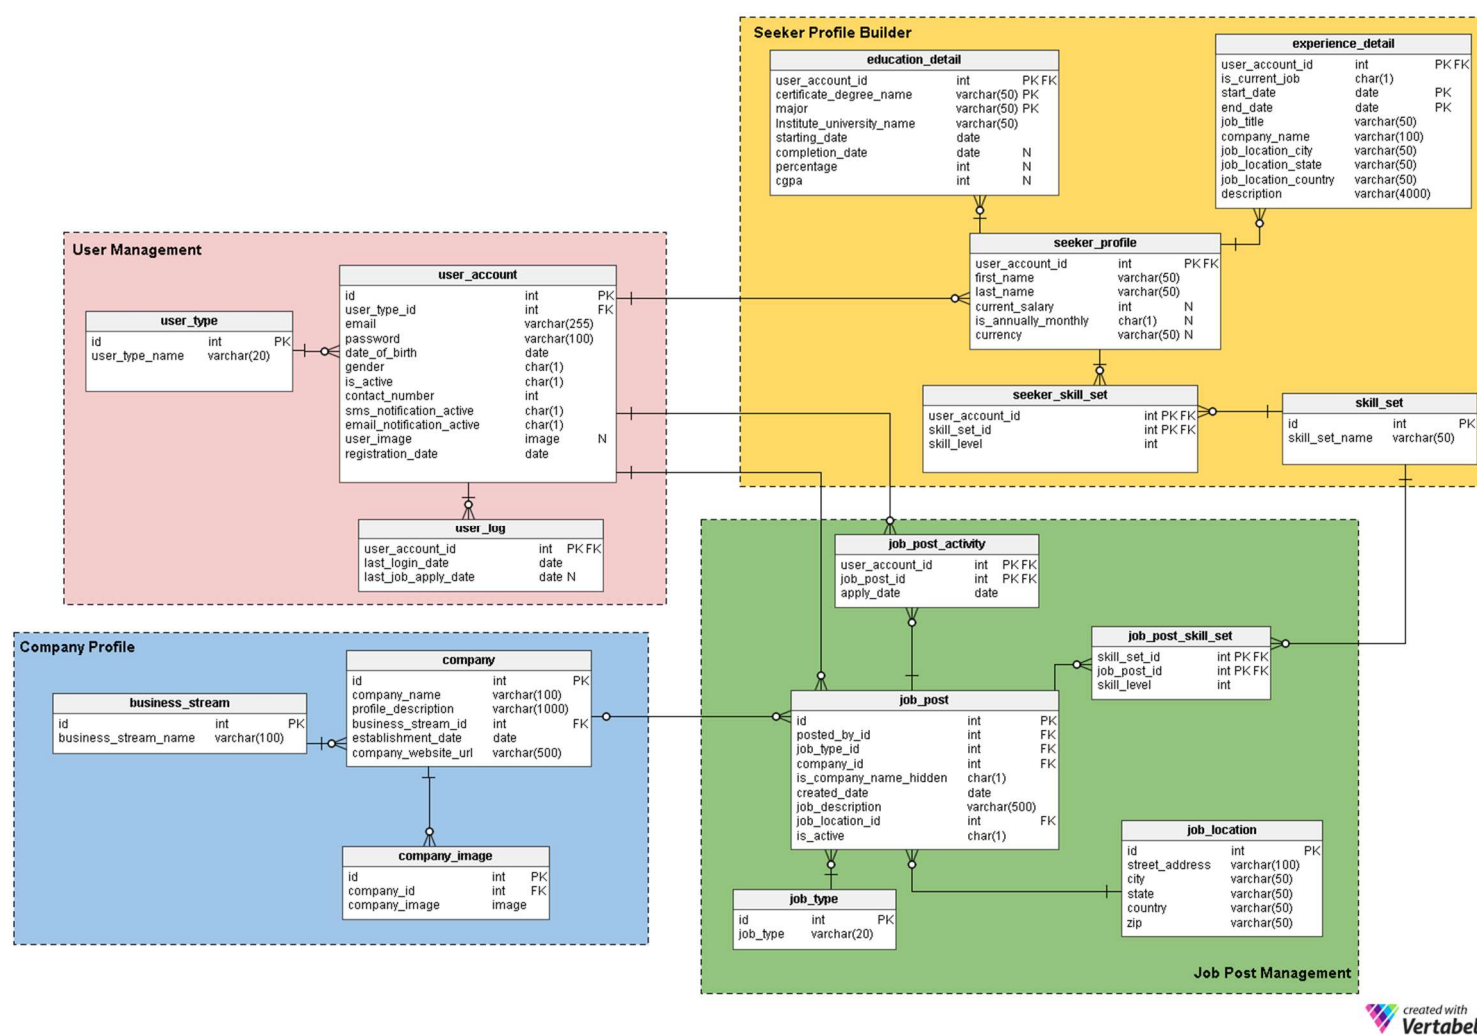 Seeker Profile Builder
education_detail
user_account_id int PK FK
certificate_degree_name varchar(50) PK
major varchar(50) PK
Institute_university_name varchar(50)
starting_date date
completion_date date N
percentage int N
cgpa int N
experience_detail
user_account_id int PK FK
is_current_job char(1)
start_date date PK
end_date date PK
job_title varchar(50)
company_name varchar(100)
job_location_city varchar(50)
job_location_state varchar(50)
job_location_country varchar(50)
description varchar(4000)
seeker_profile
user_account_id int PK FK
first_name varchar(50)
last_name varchar(50)
current_salary int N
is_annually_monthly char(1) N
currency varchar(50) N
seeker_skill_set
user_account_id int PK FK
skill_set_id int PK FK
skill_level int
skill_set
id int PK
skill_set_name varchar(50)
User Management
user_type
id int PK
user_type_name varchar(20)
user_account
id int PK
user_type_id int FK
email varchar(255)
password varchar(100)
date_of_birth date
gender char(1)
is_active char(1)
contact_number int
sms_notification_active char(1)
email_notification_active char(1)
user_image image N
registration_date date
user_log
user_account_id int PK FK
last_login_date date
last_job_apply_date date N
Company Profile
business_stream
id int PK
business_stream_name varchar(100)
company
id int PK
company_name varchar(100)
profile_description varchar(1000)
business_stream_id int FK
establishment_date date
company_website_url varchar(500)
company_image
id int PK
company_id int FK
company_image image
job_post_activity
user_account_id int PK FK
job_post_id int PK FK
apply_date date
job_post_skill_set
skill_set_id int PK FK
job_post_id int PK FK
skill_level int
job_post
id int PK
posted_by_id int FK
job_type_id int FK
company_id int FK
is_company_name_hidden char(1)
created_date date
job_description varchar(500)
job_location_id int FK
is_active char(1)
job_type
id int PK
job_type varchar(20)
job_location
id int PK
street_address varchar(100)
city varchar(50)
state varchar(50)
country varchar(50)
zip varchar(50)
Job Post Management
created with
Vertabel